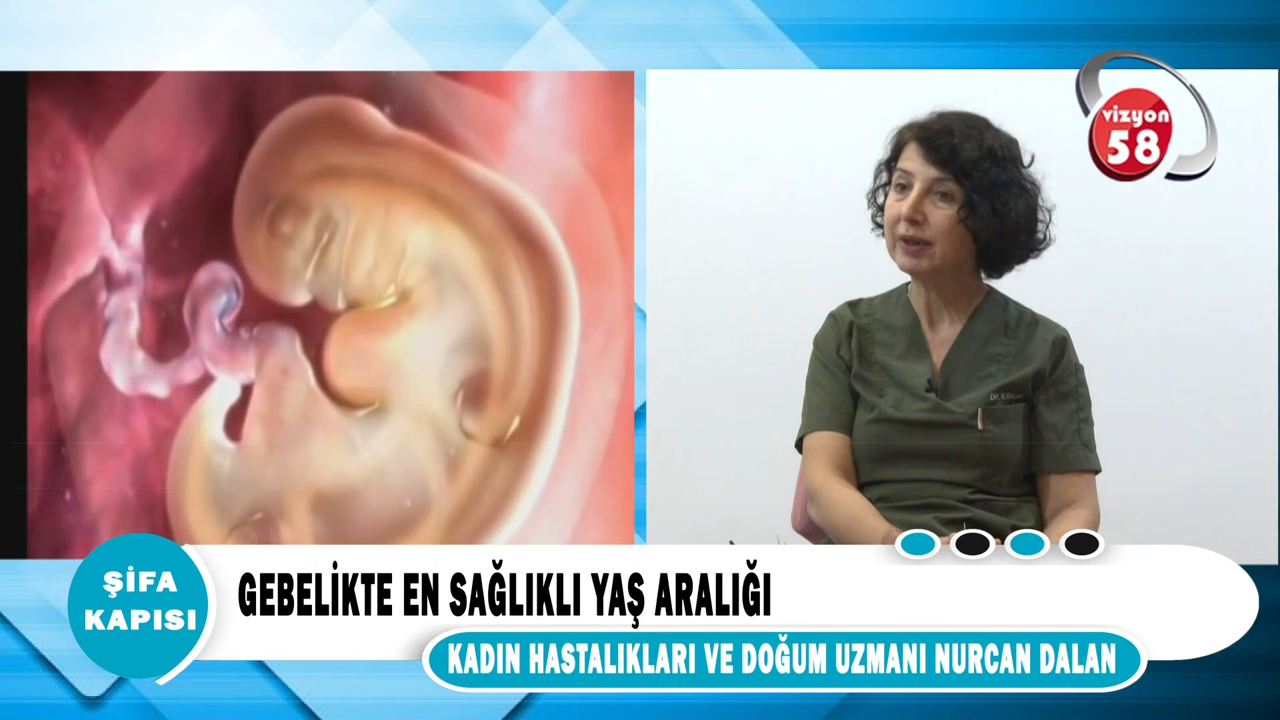 vizyon
58
ŞİFA
KAPISI
GEBELİKTE EN SAĞLIKLI YAŞ ARALIĞI
KADIN HASTALIKLARI VE DOĞUM UZMANI NURCAN DALAN